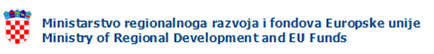 Ministarstvo regionalnoga razvoja i fondova Europske unije
Ministry of Regional Development and EU Funds